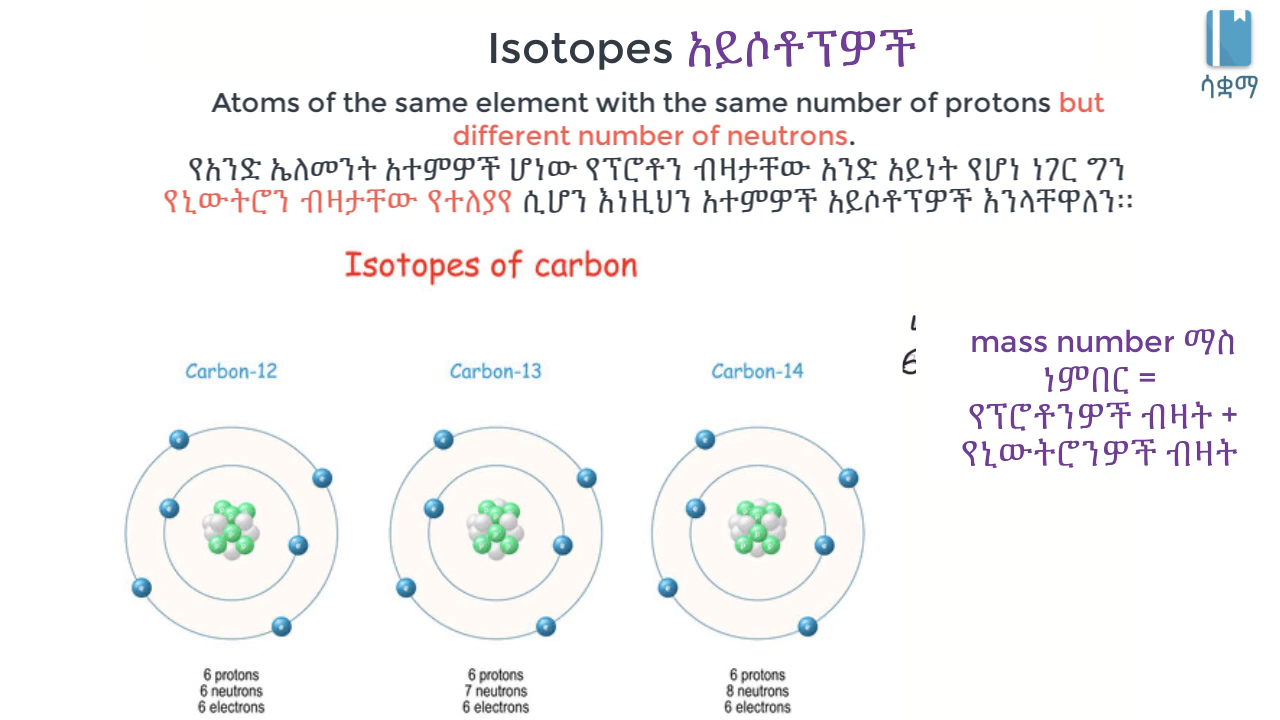 Isotopes አይሶቶፕዎች
ሳቋማ
Atoms of the same element with the same number of protons but
different number of neutrons.
የአንድ ኤለመንት አተምዎች ሆነው የፕሮቶን ብዛታቸው አንድ አይነት የሆነ ነገር ግን
የኒውትሮን ብዛታቸው የተለያየ ሲሆን እነዚህን አተምዎች አይሶቶፕዎች እንላቸዋለን፡፡
Isotopes of carbon
Carbon-12
Carbon-13
Carbon-14
6 protons
6 neutrons
6 electrons
6 protons
7 neutrons
6 electrons
6 protons
8 neutrons
6 electrons
mass number ማስ
ነምበር =
የፕሮቶንዎች ብዛት +
የኒውትሮንዎች ብዛት